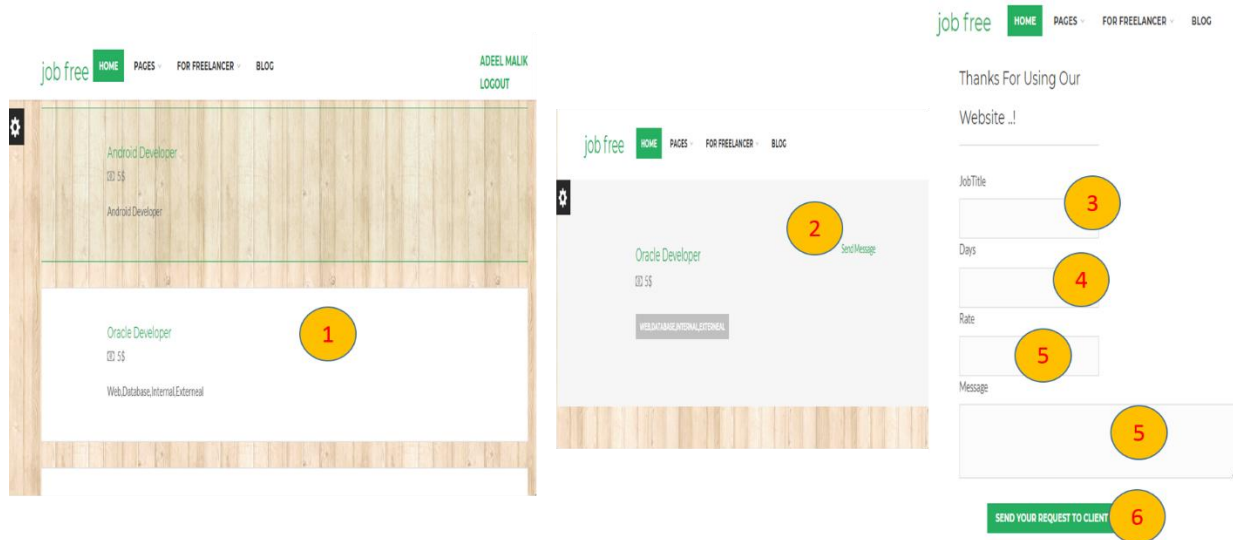 job free HOME PAGES FOR FREELANCER BLOG
ADEEL MALIK
LOGOUT
Android Developer
5$
Android Developer
Oracle Developer
5$
Web,Database,Internal,Externeal
1
job free HOME PAGES FOR FREELANCER BLOG
2
Send Message
Oracle Developer
5$
WEB,DATABASE,INTERNAL,EXTERNEAL
job free HOME PAGES FOR FREELANCER BLOG
Thanks For Using Our
Website ..!
JobTitle
3
Days
4
Rate
5
Message
5
SEND YOUR REQUEST TO CLIENT
6